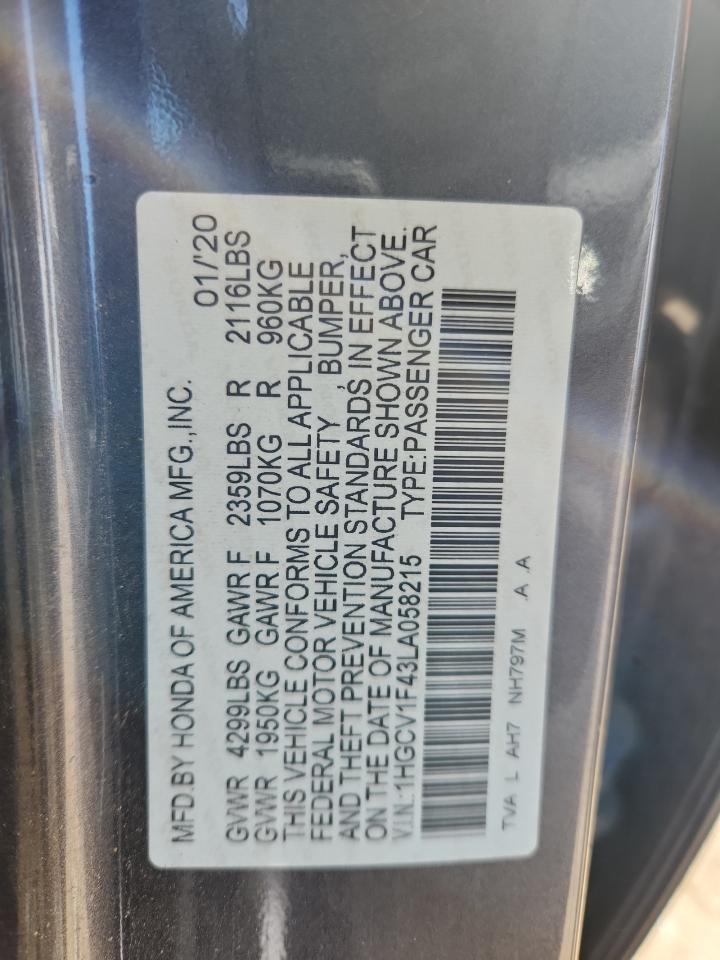 MFD.BY HONDA OF AMERICA MFG.,INC. 01/'20
GVWR 4299LBS GAWR F 2359LBS R 2116LBS
GVWR 1950KG GAWR F 1070KG R 960KG
THIS VEHICLE CONFORMS TO ALL APPLICABLE
FEDERAL MOTOR VEHICLE SAFETY , BUMPER,
AND THEFT PREVENTION STANDARDS IN EFFECT
ON THE DATE OF MANUFACTURE SHOWN ABOVE.
V.I.N.:1HGCV1F43LA058215 TYPE:PASSENGER CAR
TVA L AH7 NH797M .A .A